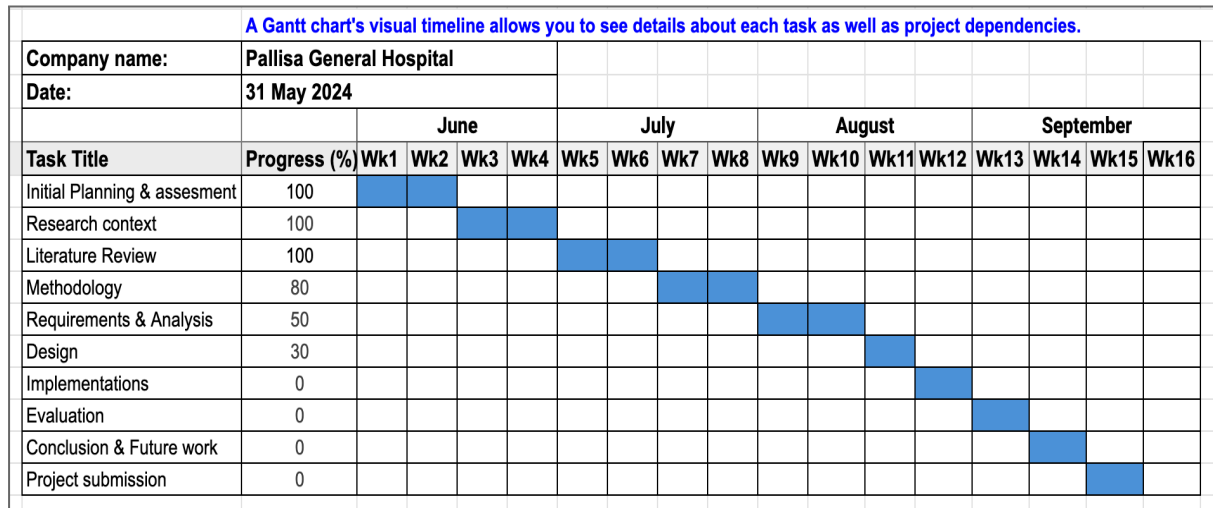 A Gantt chart's visual timeline allows you to see details about each task as well as project dependencies.
Company name: Pallisa General Hospital
Date: 31 May 2024
June July August September
Task Title Progress (%) Wk1 Wk2 Wk3 Wk4 Wk5 Wk6 Wk7 Wk8 Wk9 Wk10 Wk11 Wk12 Wk13 Wk14 Wk15 Wk16
Initial Planning & assesment 100
Research context 100
Literature Review 100
Methodology 80
Requirements & Analysis 50
Design 30
Implementations 0
Evaluation 0
Conclusion & Future work 0
Project submission 0